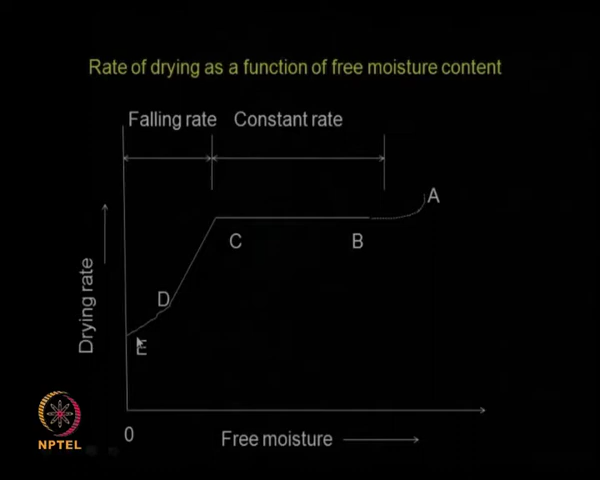 Rate of drying as a function of free moisture content
Falling rate Constant rate
A
C
B
D
E
Drying rate
0
Free moisture
NPTEL